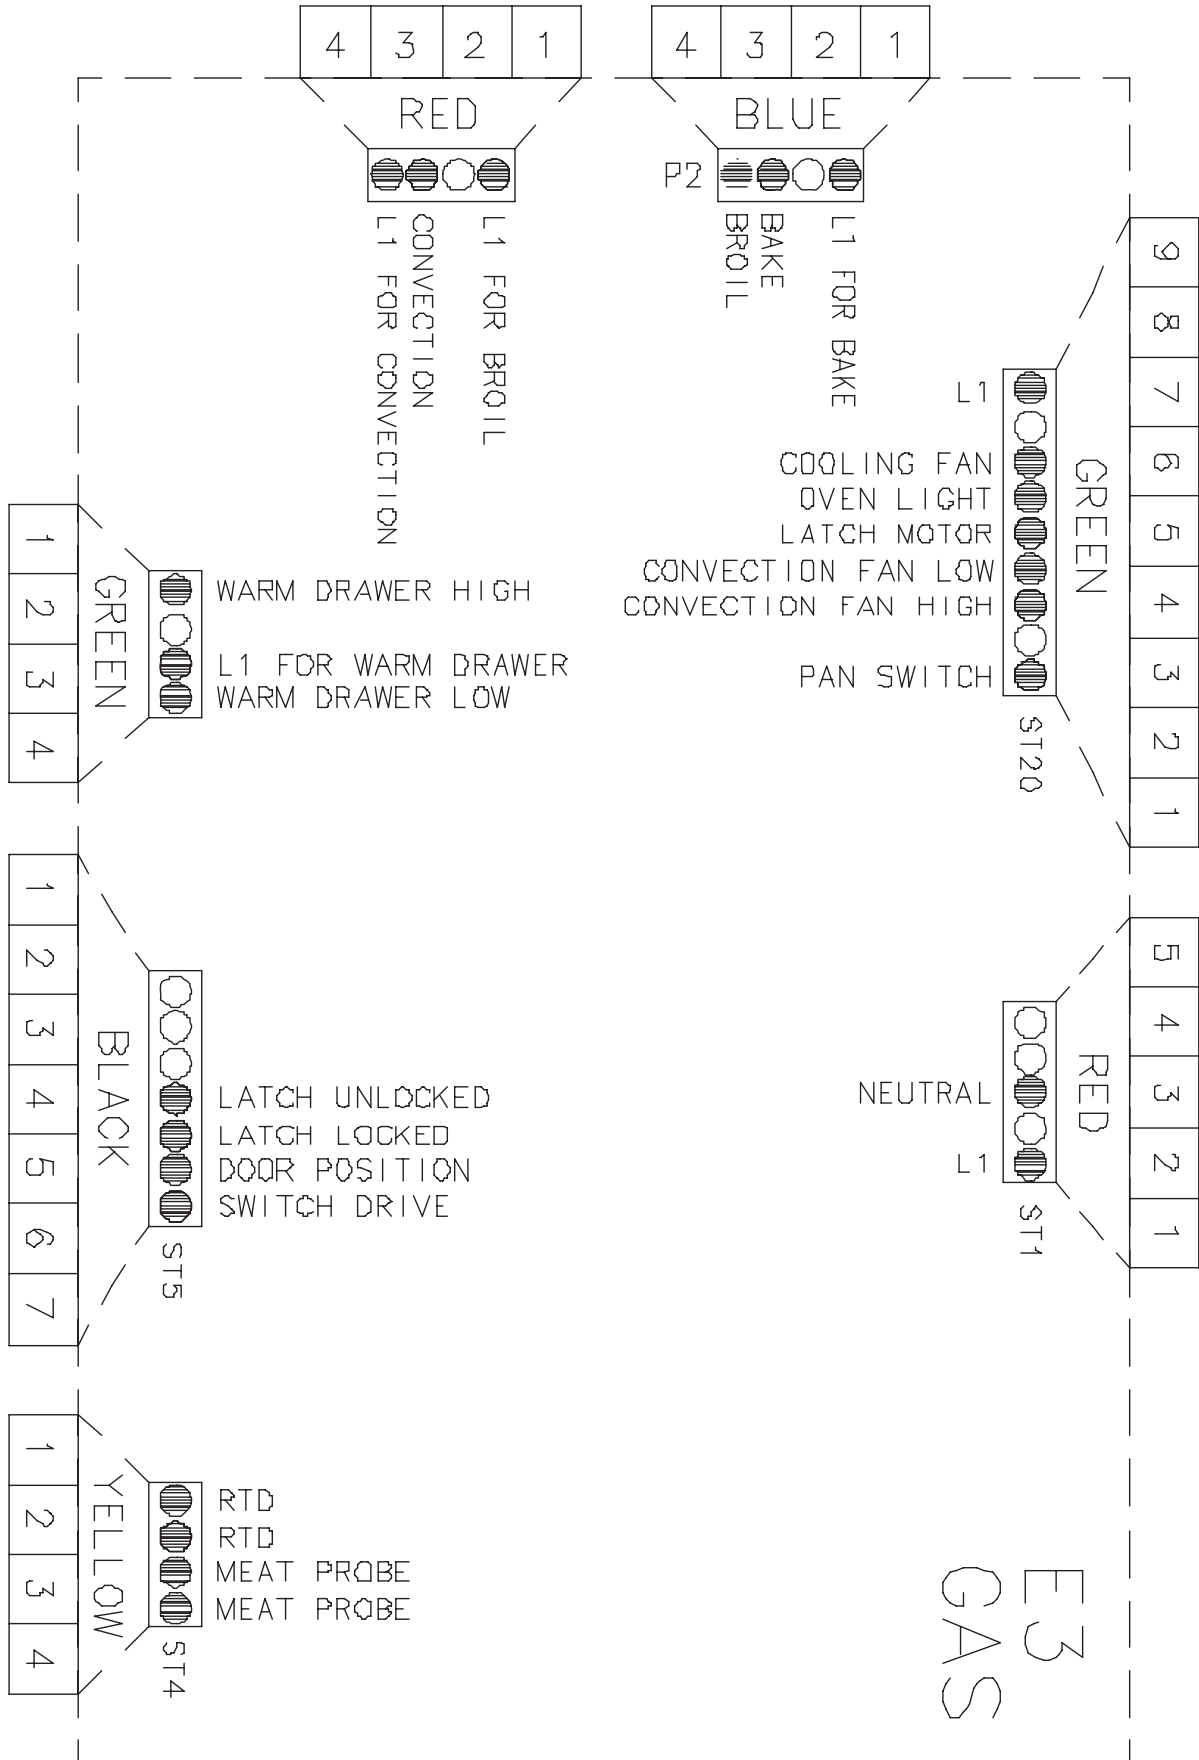 4 3 2 1
4 3 2 1
RED
BLUE
P2
L1 FOR CONVECTION
CONVECTION
L1 FOR BROIL
BROIL
BAKE
L1 FOR BAKE
9
8
7
6
5
4
3
2
1
GREEN
L1
COOLING FAN
OVEN LIGHT
LATCH MOTOR
CONVECTION FAN LOW
CONVECTION FAN HIGH
PAN SWITCH
ST20
1
2
3
4
GREEN
WARM DRAWER HIGH
L1 FOR WARM DRAWER
WARM DRAWER LOW
1
2
3
4
5
6
7
BLACK
LATCH UNLOCKED
LATCH LOCKED
DOOR POSITION
SWITCH DRIVE
ST5
5
4
3
2
1
RED
NEUTRAL
L1
ST1
1
2
3
4
YELLOW
RTD
RTD
MEAT PROBE
MEAT PROBE
ST4
E3
GAS